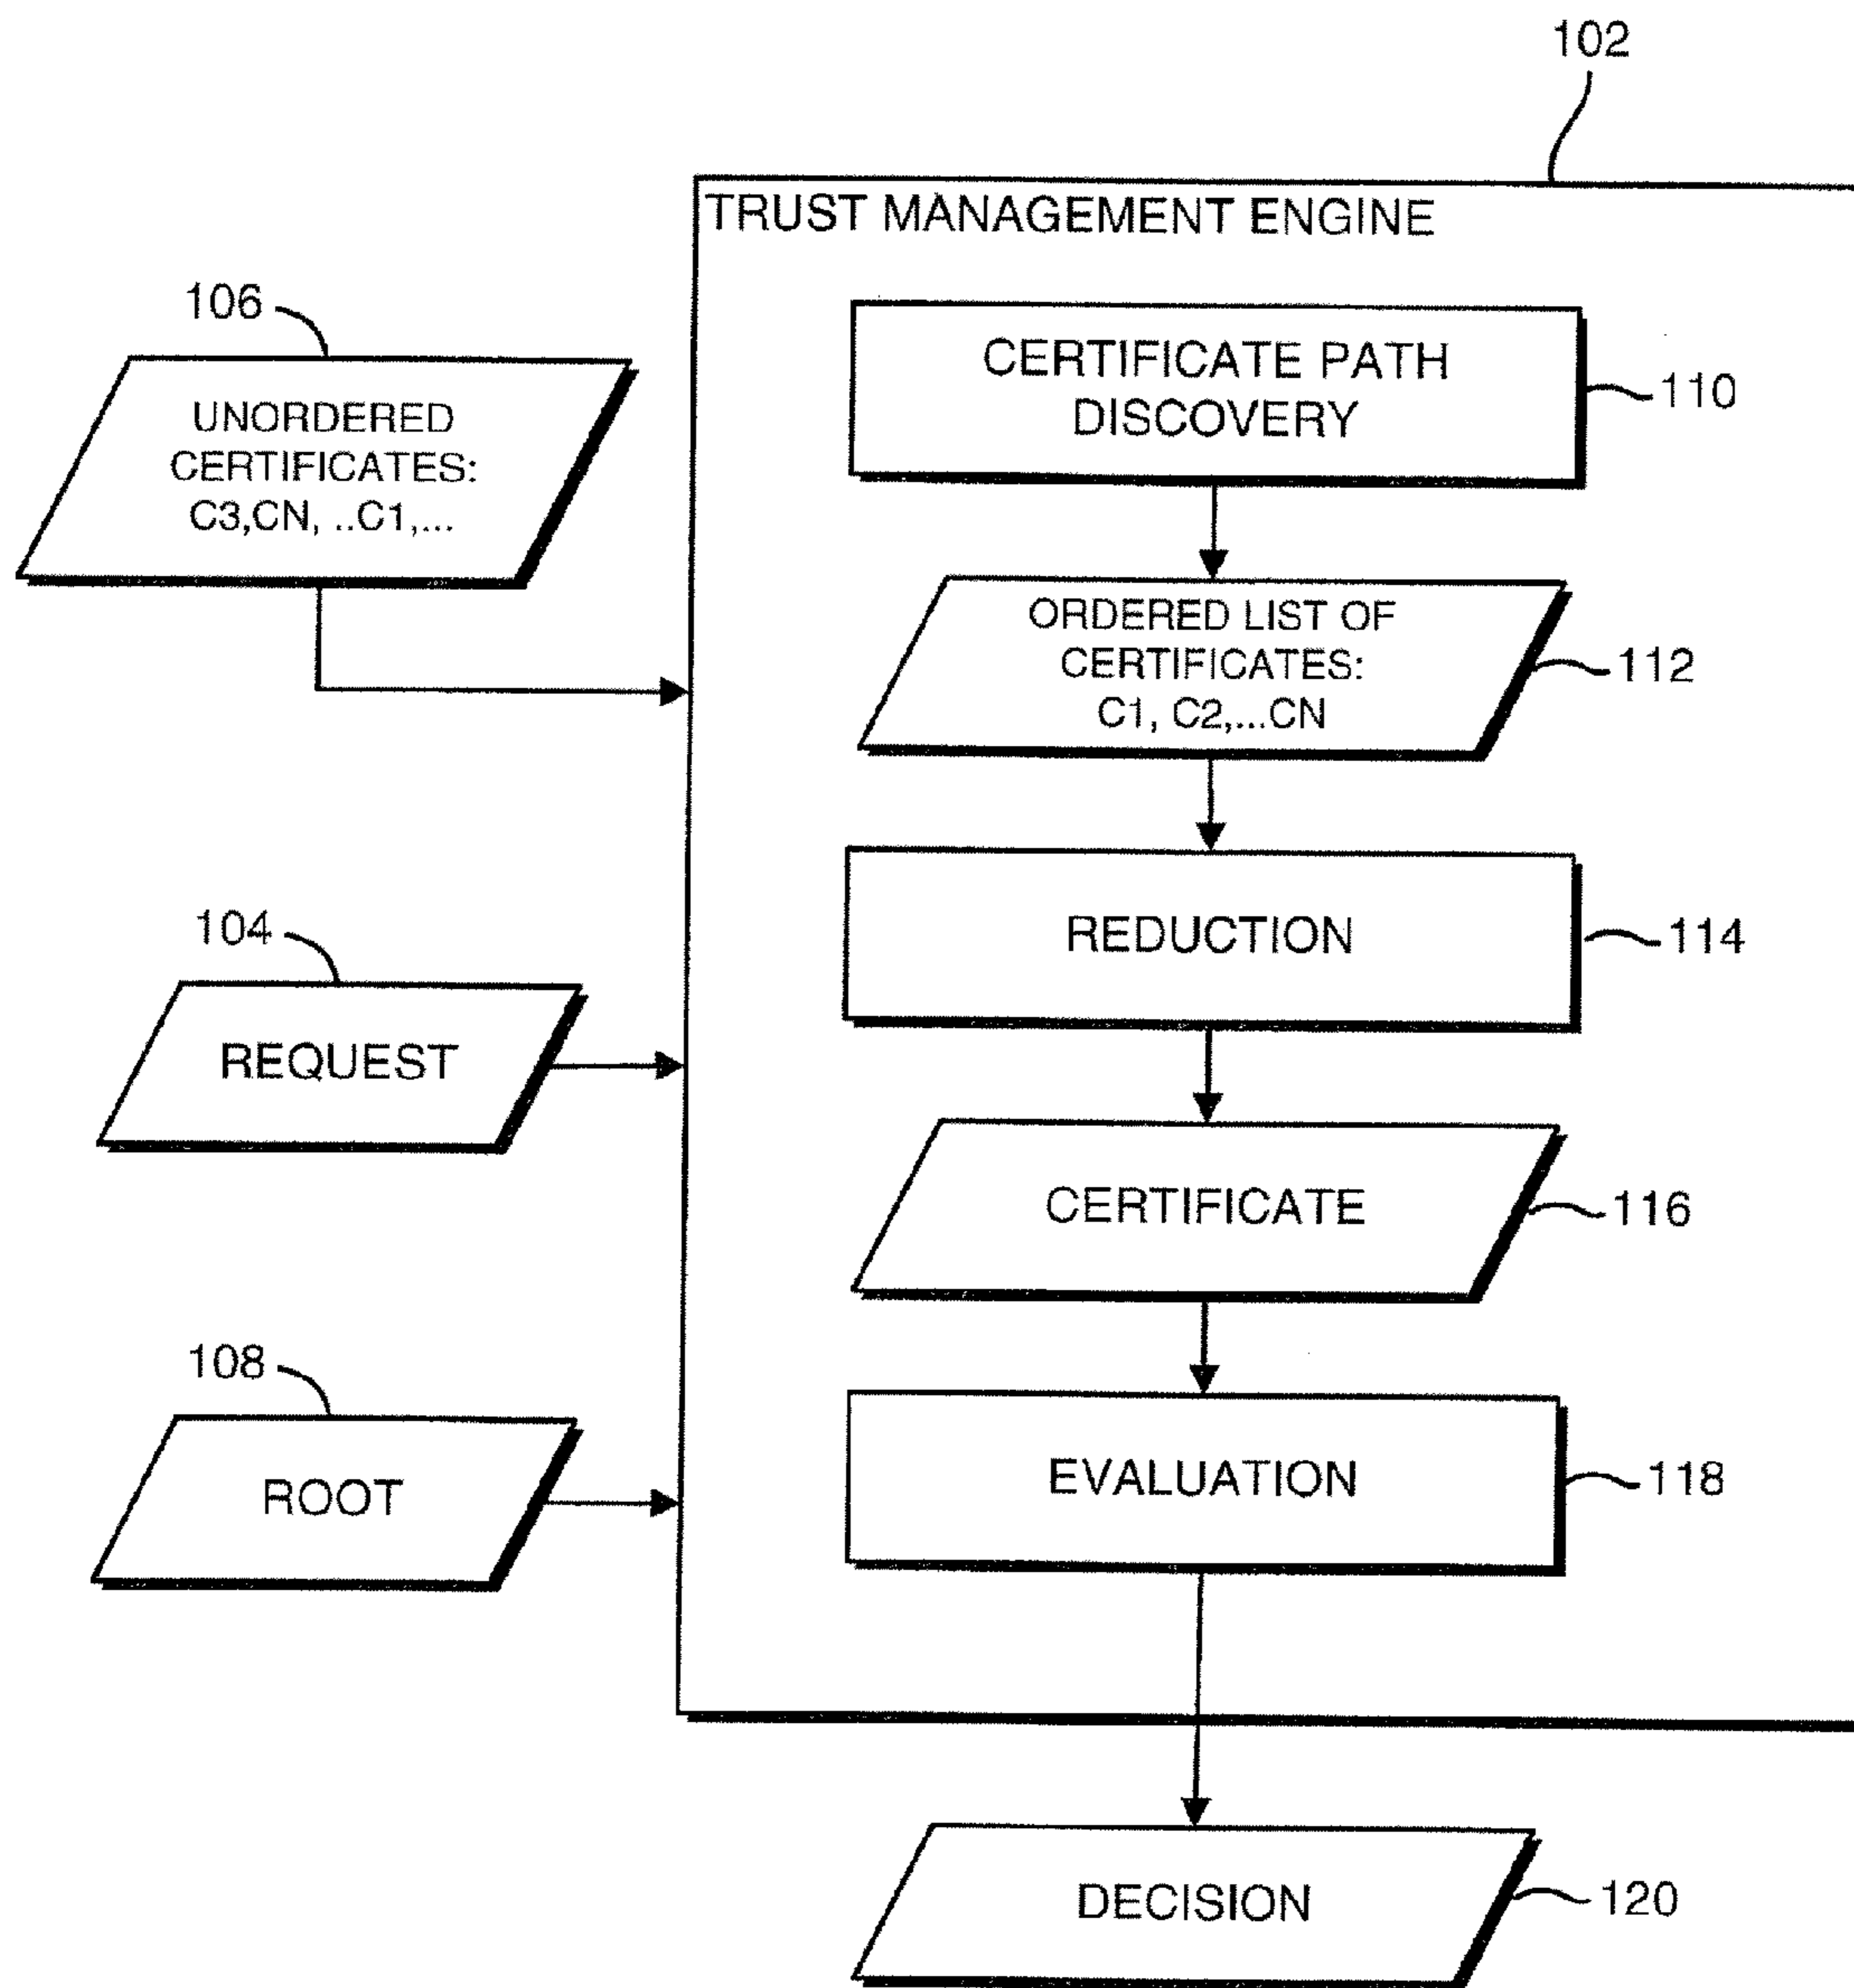 102
TRUST MANAGEMENT ENGINE
106
UNORDERED
CERTIFICATES:
C3,CN, ..C1,...
CERTIFICATE PATH
DISCOVERY
110
ORDERED LIST OF
CERTIFICATES:
C1, C2,...CN
112
104
REQUEST
REDUCTION
114
CERTIFICATE
116
108
ROOT
EVALUATION
118
DECISION
120